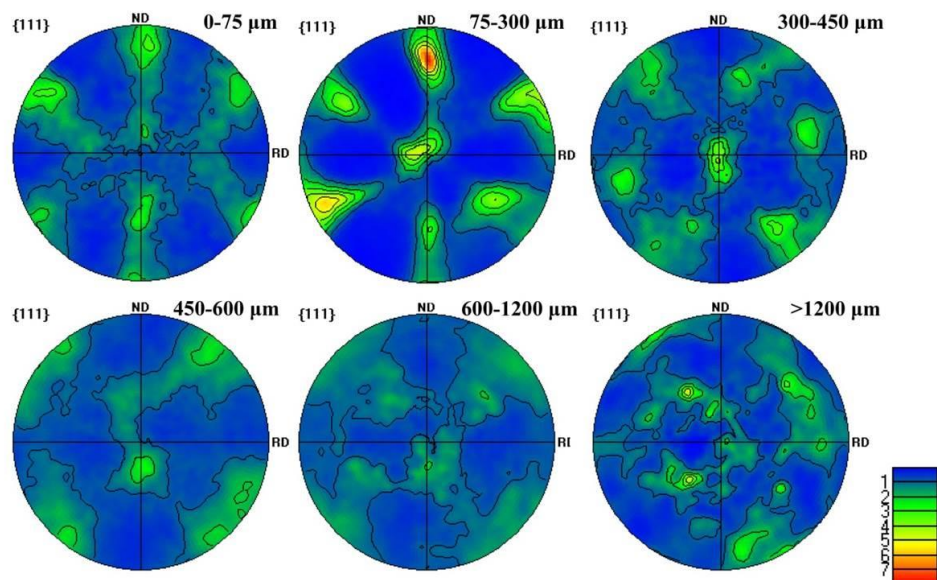 {111} ND 0-75 µm
RD
{111} ND 75-300 µm
RD
{111} ND 300-450 µm
RD
{111} ND 450-600 µm
RD
{111} ND 600-1200 µm
RI
{111} ND >1200 µm
RD
1
2
3
4
5
6
7